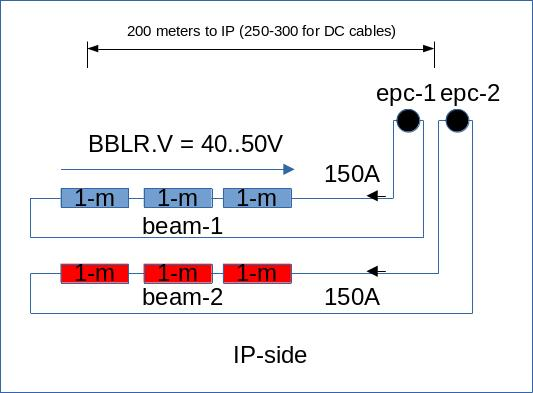 200 meters to IP (250-300 for DC cables)
epc-1 epc-2
BBLR.V = 40..50V
150A
1-m 1-m 1-m
beam-1
1-m 1-m 1-m
beam-2
150A
IP-side